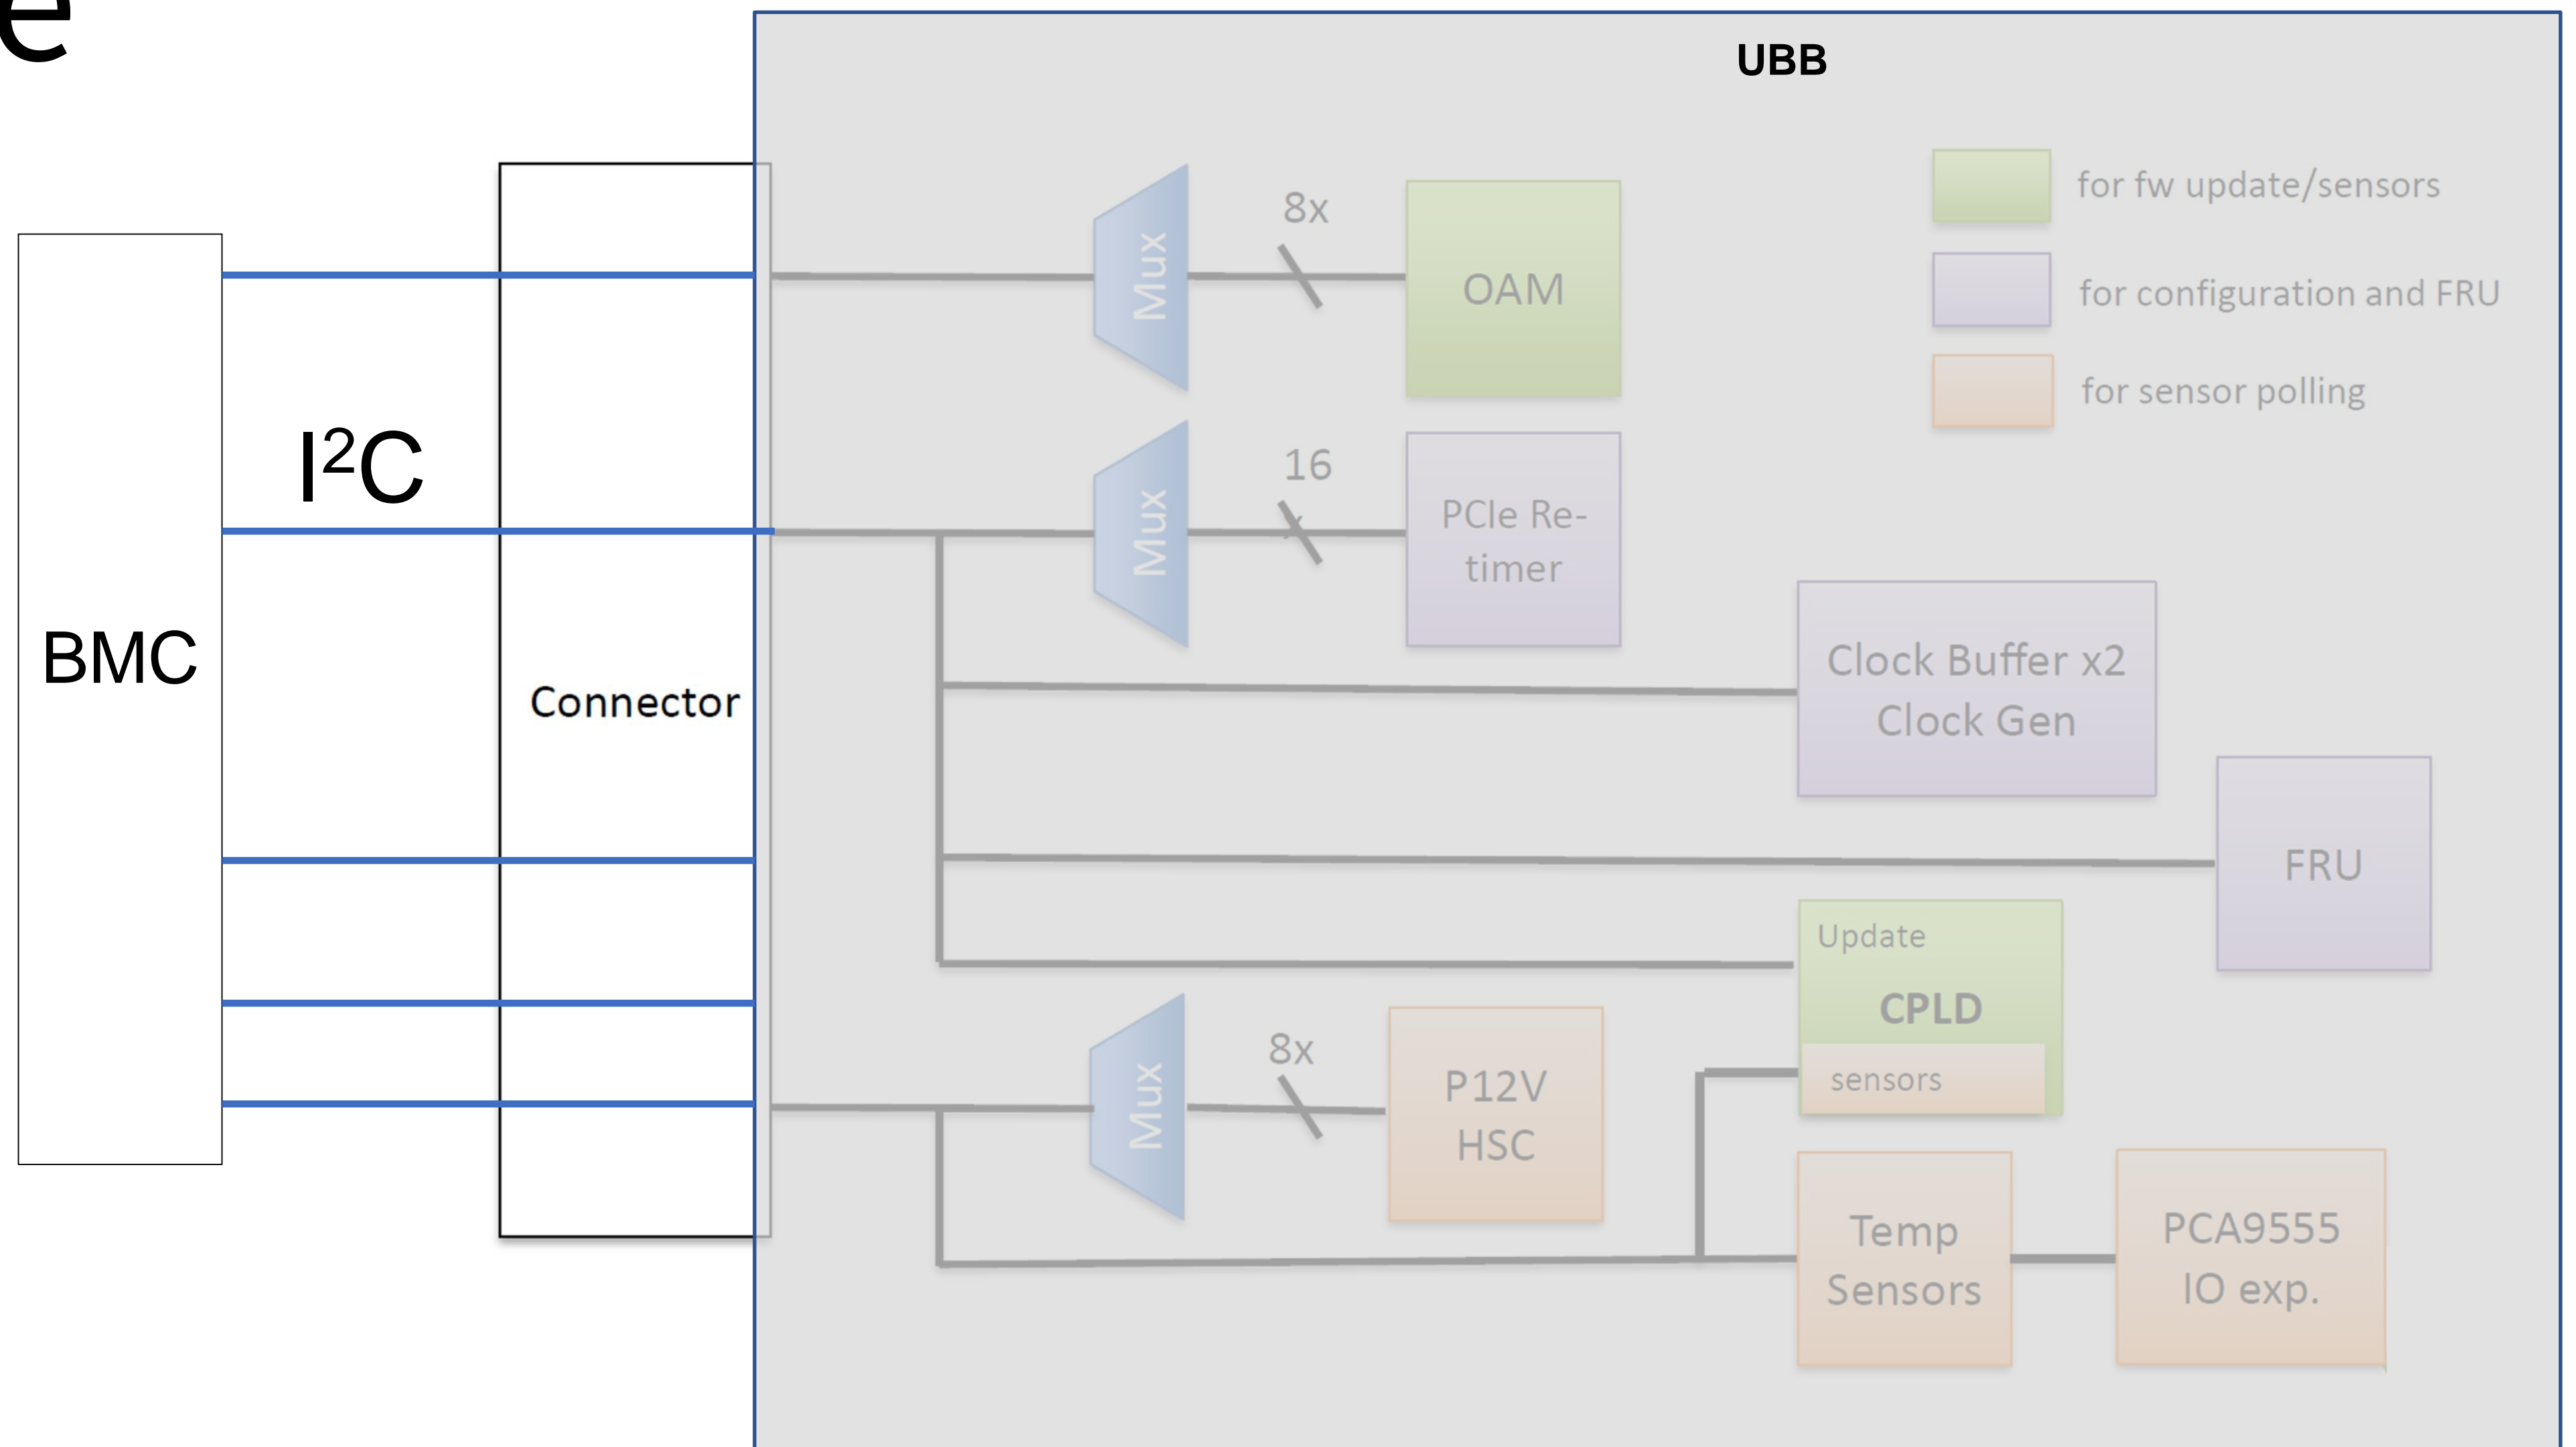 e
UBB
for fw update/sensors
for configuration and FRU
for sensor polling
Mux
8x
OAM
I²C
BMC
Connector
Mux
16
x
PCIe Re-
timer
Clock Buffer x2
Clock Gen
FRU
Update
CPLD
sensors
Mux
8x
P12V
HSC
Temp
Sensors
PCA9555
IO exp.